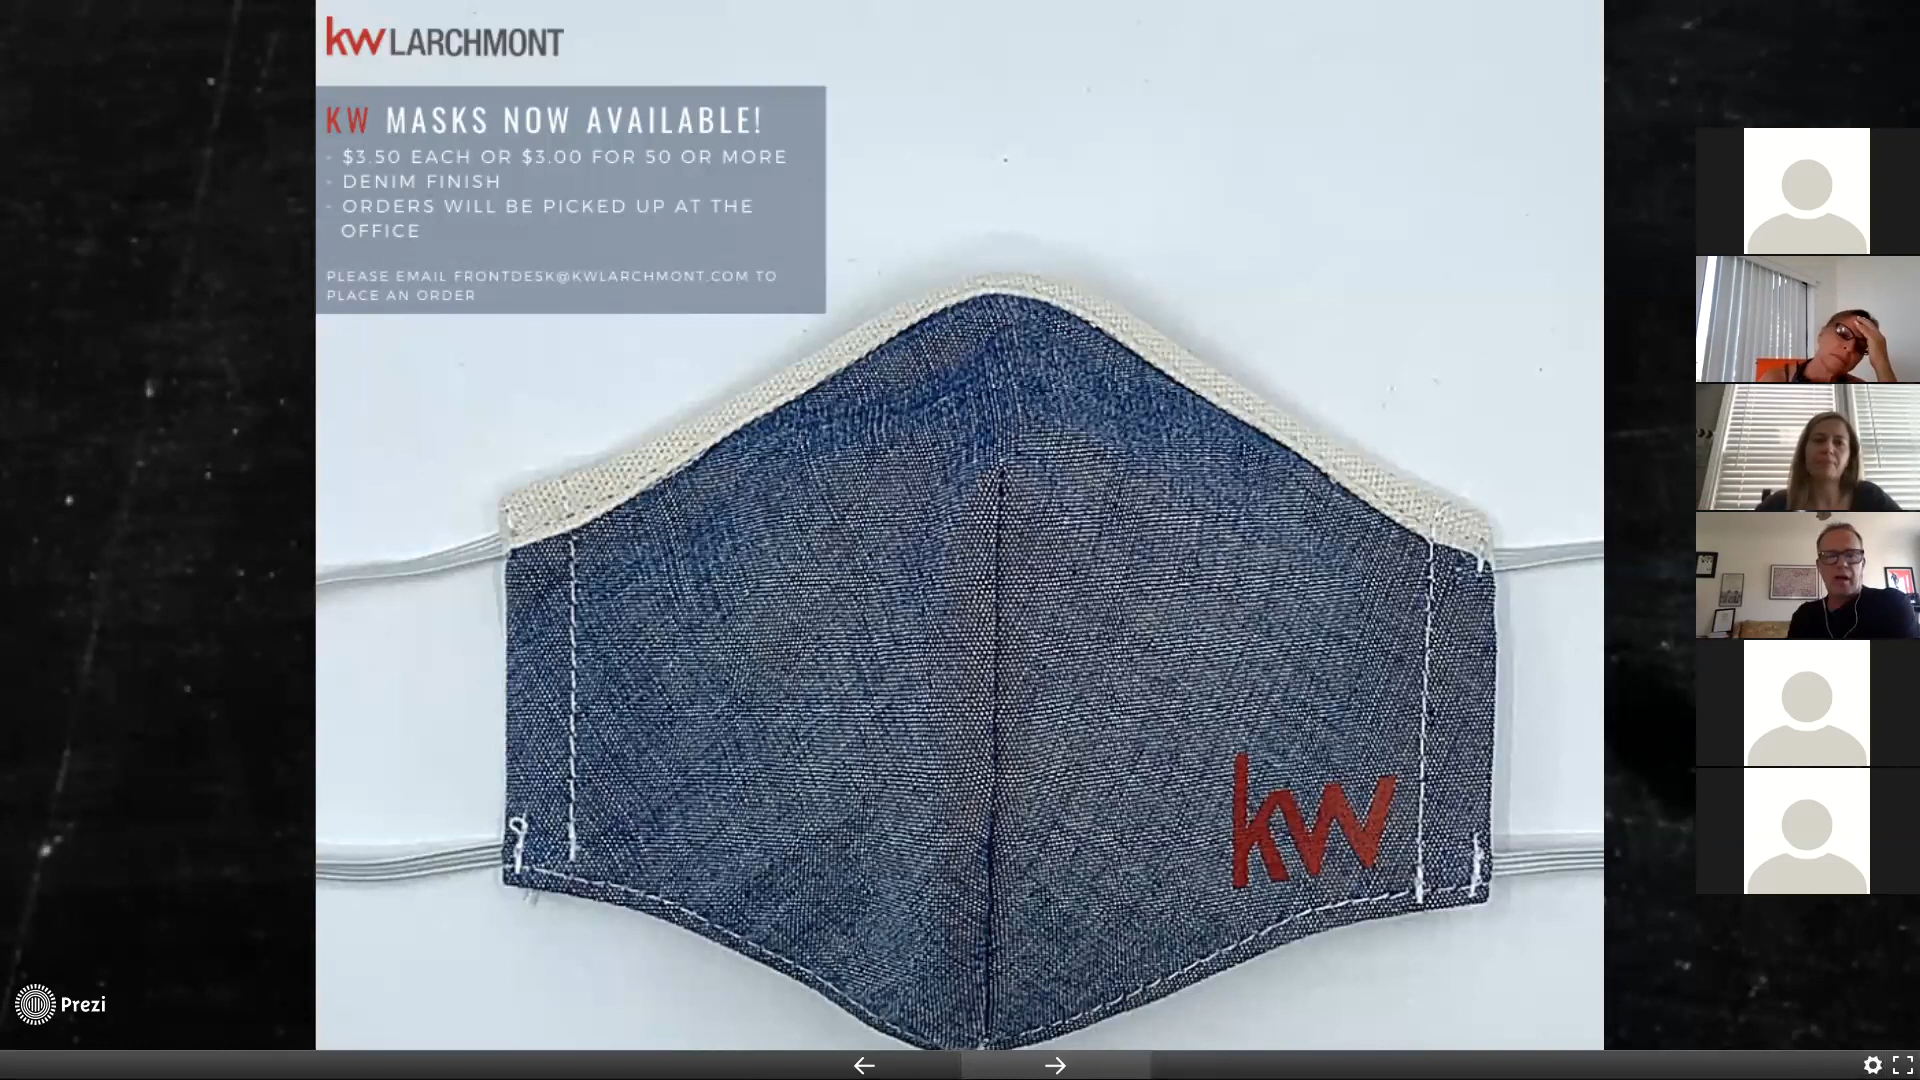 kw LARCHMONT
KW MASKS NOW AVAILABLE!
- $3.50 EACH OR $3.00 FOR 50 OR MORE
- DENIM FINISH
- ORDERS WILL BE PICKED UP AT THE
OFFICE
PLEASE EMAIL FRONTDESK@KWLARCHMONT.COM TO
PLACE AN ORDER
kw
Prezi